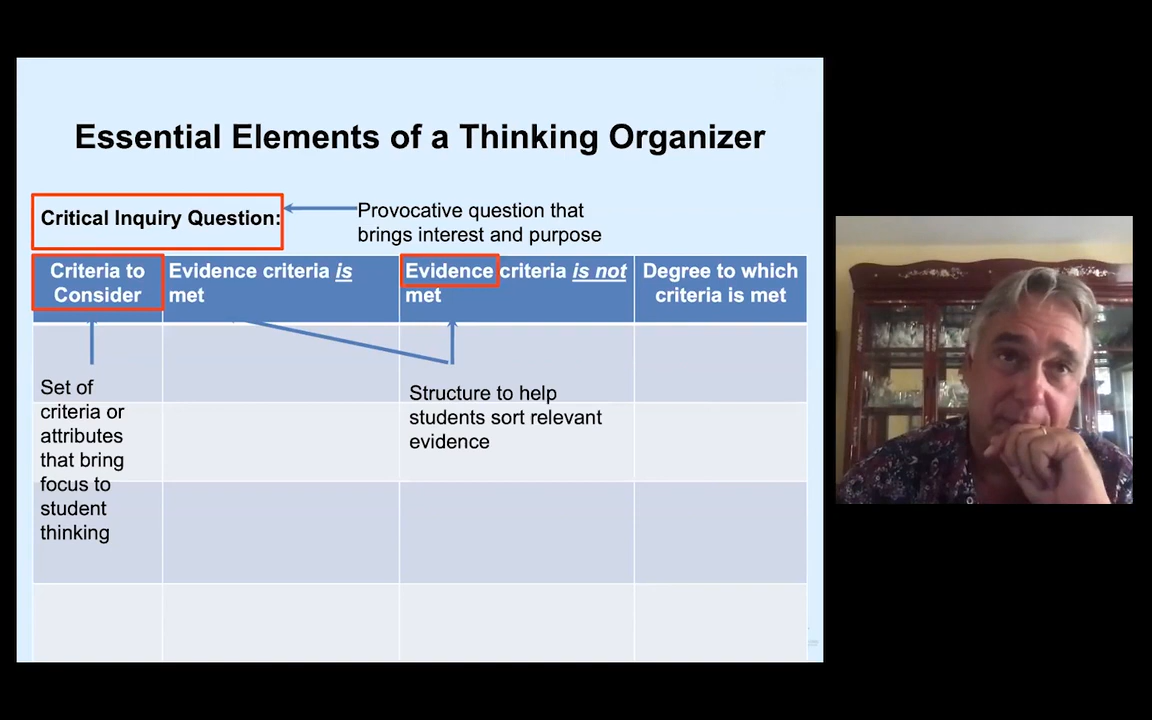 Essential Elements of a Thinking Organizer
Critical Inquiry Question:
Provocative question that
brings interest and purpose
Criteria to
Consider
Evidence criteria is
met
Evidence criteria is not
met
Degree to which
criteria is met
Set of
criteria or
attributes
that bring
focus to
student
thinking
Structure to help
students sort relevant
evidence